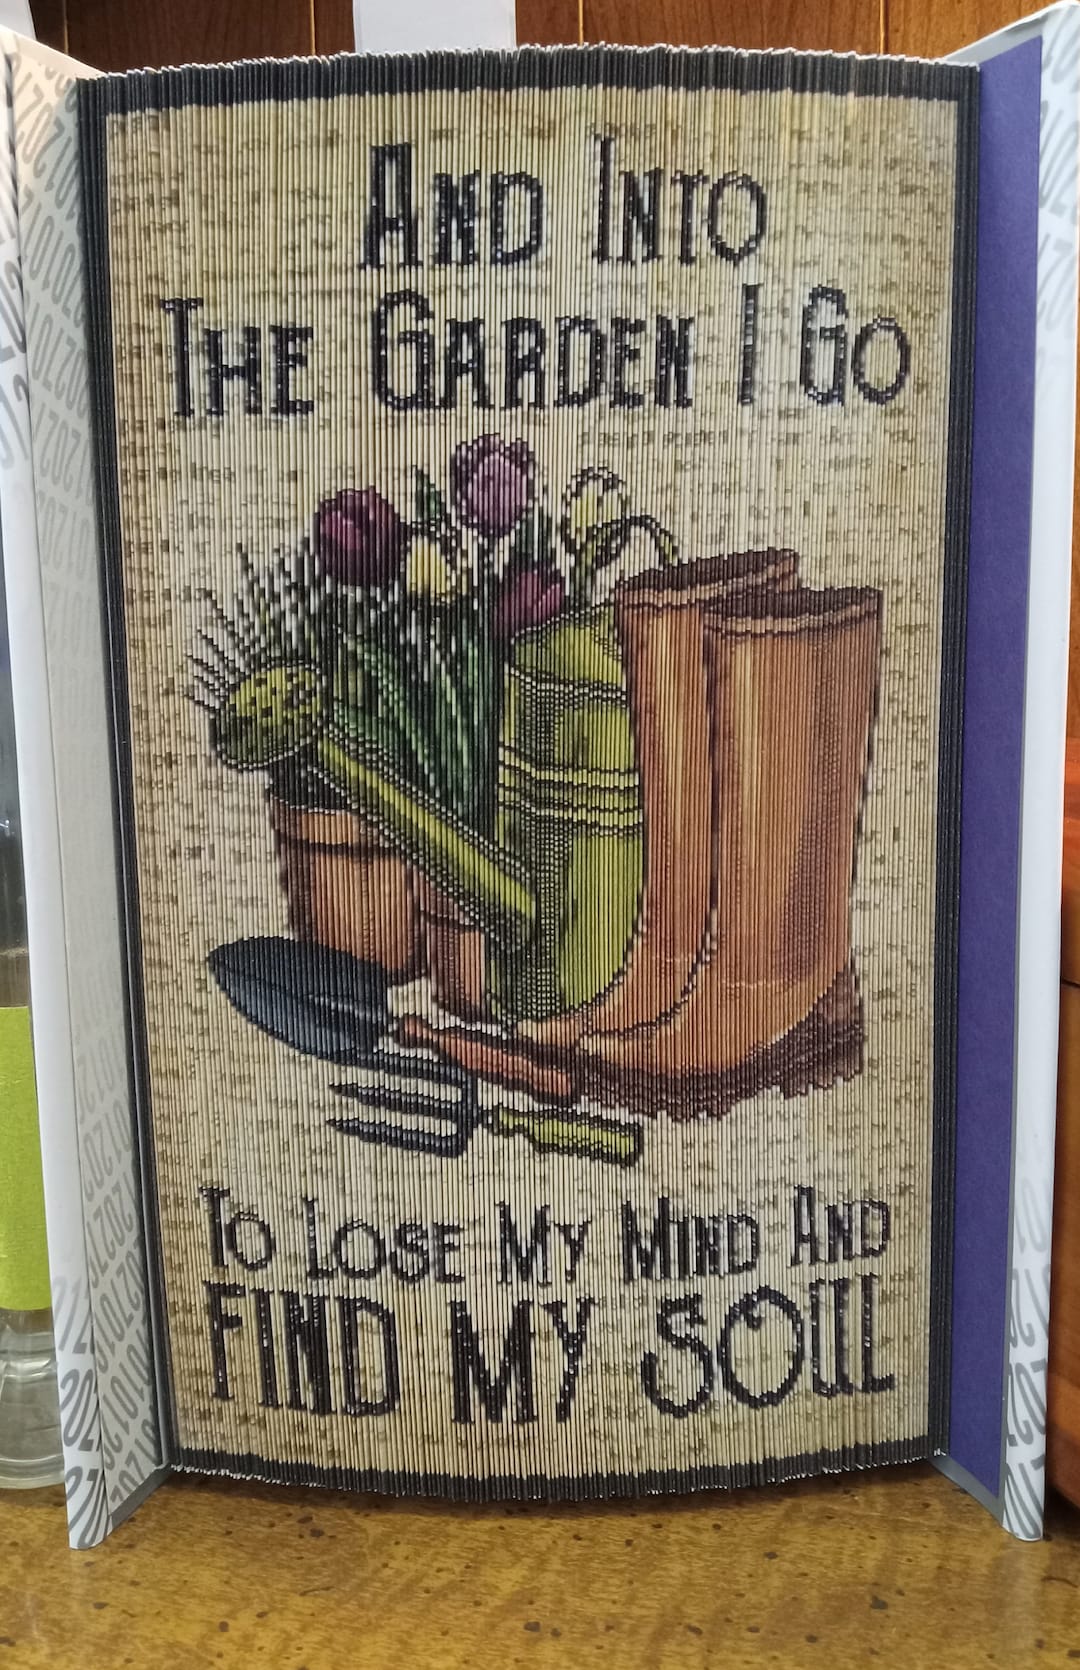 And Into
The Garden I Go
To Lose My Mind And
Find My Soul